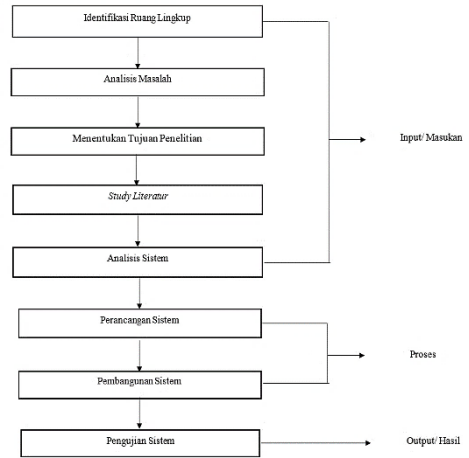 Identifikasi Ruang Lingkup
Analisis Masalah
Menentukan Tujuan Penelitian
Input/ Masukan
Study Literatur
Analisis Sistem
Perancangan Sistem
Proses
Pembangunan Sistem
Pengujian Sistem
Output/ Hasil